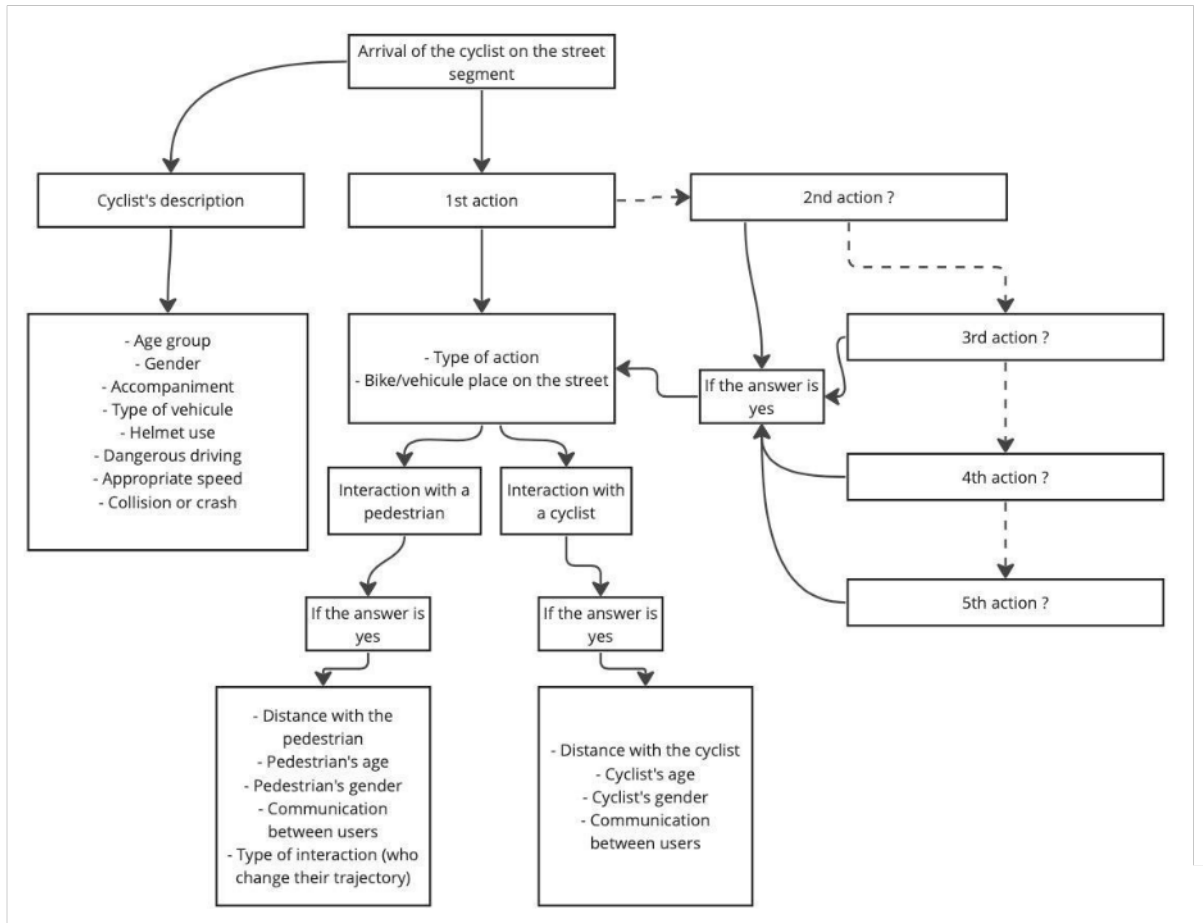 Arrival of the cyclist on the street
segment
Cyclist's description
1st action
2nd action ?
- Age group
- Gender
- Accompaniment
- Type of vehicule
- Helmet use
- Dangerous driving
- Appropriate speed
- Collision or crash
- Type of action
- Bike/vehicule place on the street
If the answer is
yes
3rd action ?
4th action ?
5th action ?
Interaction with a
pedestrian
Interaction with
a cyclist
If the answer is
yes
If the answer is
yes
- Distance with the
pedestrian
- Pedestrian's age
- Pedestrian's gender
- Communication
between users
- Type of interaction (who
change their trajectory)
- Distance with the cyclist
- Cyclist's age
- Cyclist's gender
- Communication
between users